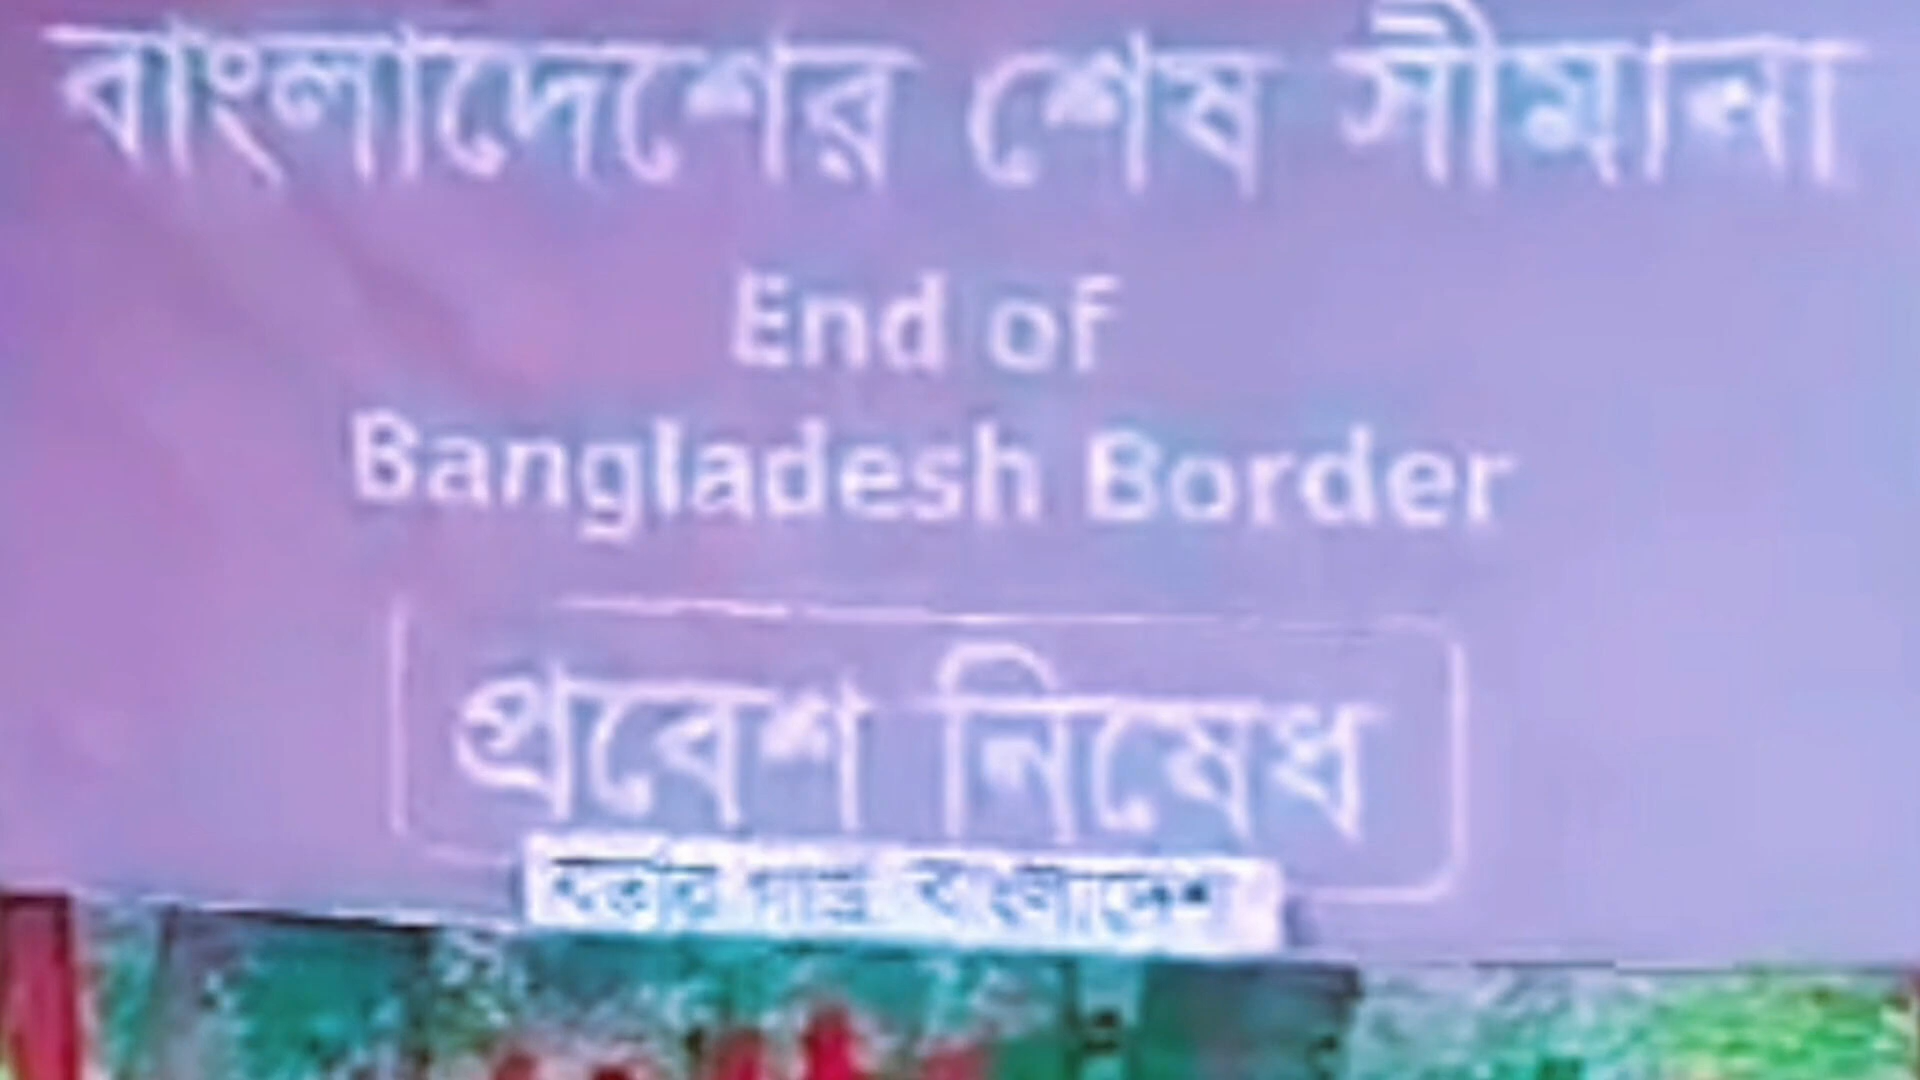 বাংলাদেশের শেষ সীমানা
End of
Bangladesh Border
প্রবেশ নিষেধ
বাংলাদেশ